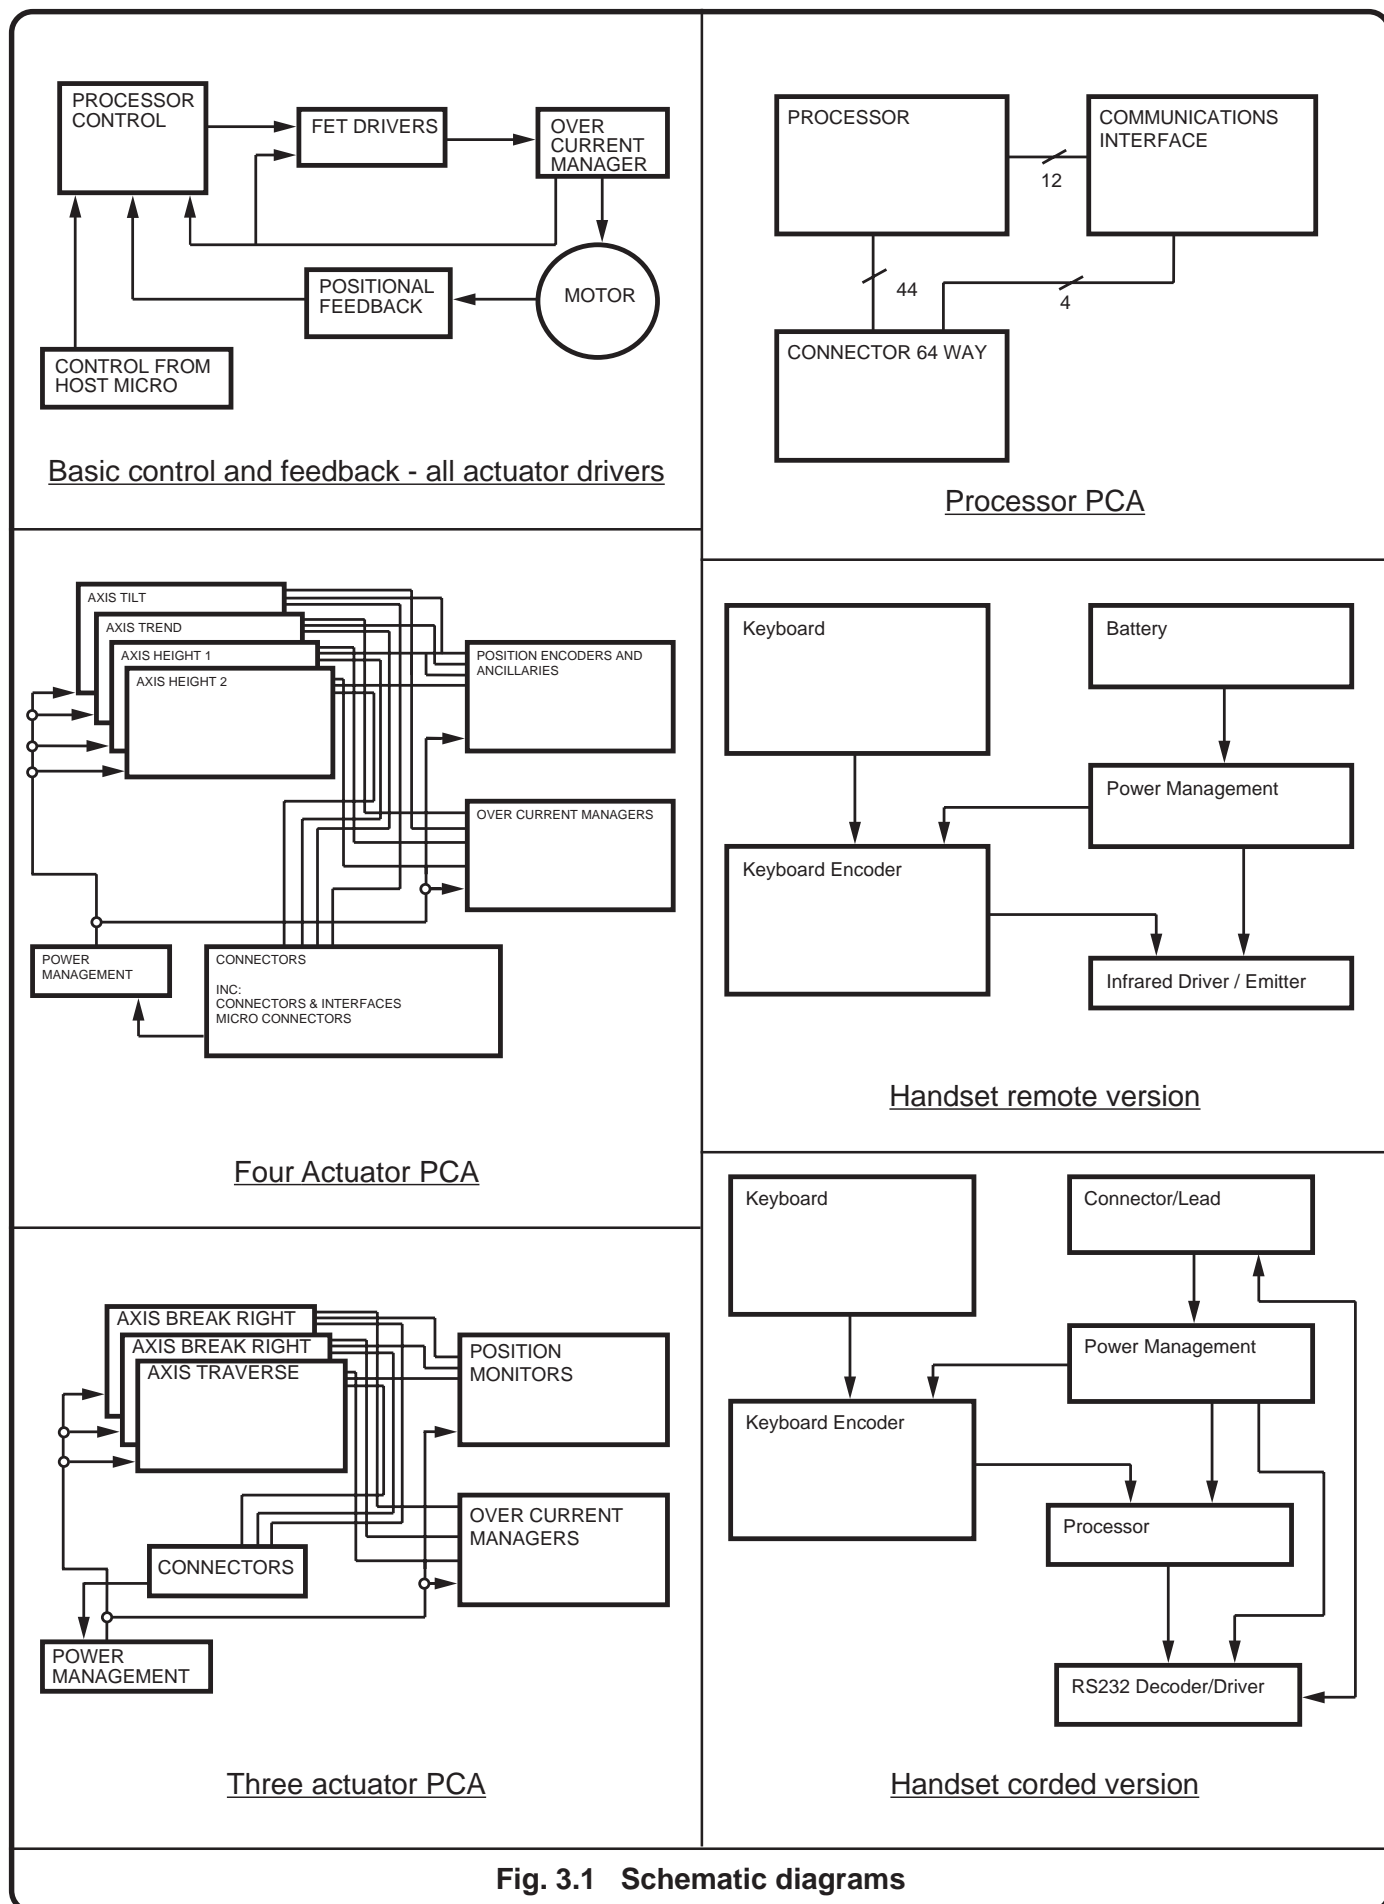 PROCESSOR
CONTROL
FET DRIVERS
OVER
CURRENT
MANAGER
POSITIONAL
FEEDBACK
MOTOR
CONTROL FROM
HOST MICRO
Basic control and feedback - all actuator drivers
PROCESSOR
COMMUNICATIONS
INTERFACE
12
44
4
CONNECTOR 64 WAY
Processor PCA
AXIS TILT
AXIS TREND
AXIS HEIGHT 1
AXIS HEIGHT 2
POSITION ENCODERS AND
ANCILLARIES
OVER CURRENT MANAGERS
POWER
MANAGEMENT
CONNECTORS
INC:
CONNECTORS & INTERFACES
MICRO CONNECTORS
Four Actuator PCA
Keyboard
Battery
Power Management
Keyboard Encoder
Infrared Driver / Emitter
Handset remote version
AXIS BREAK RIGHT
AXIS BREAK RIGHT
AXIS TRAVERSE
POSITION
MONITORS
OVER CURRENT
MANAGERS
CONNECTORS
POWER
MANAGEMENT
Three actuator PCA
Keyboard
Connector/Lead
Power Management
Keyboard Encoder
Processor
RS232 Decoder/Driver
Handset corded version
Fig. 3.1 Schematic diagrams